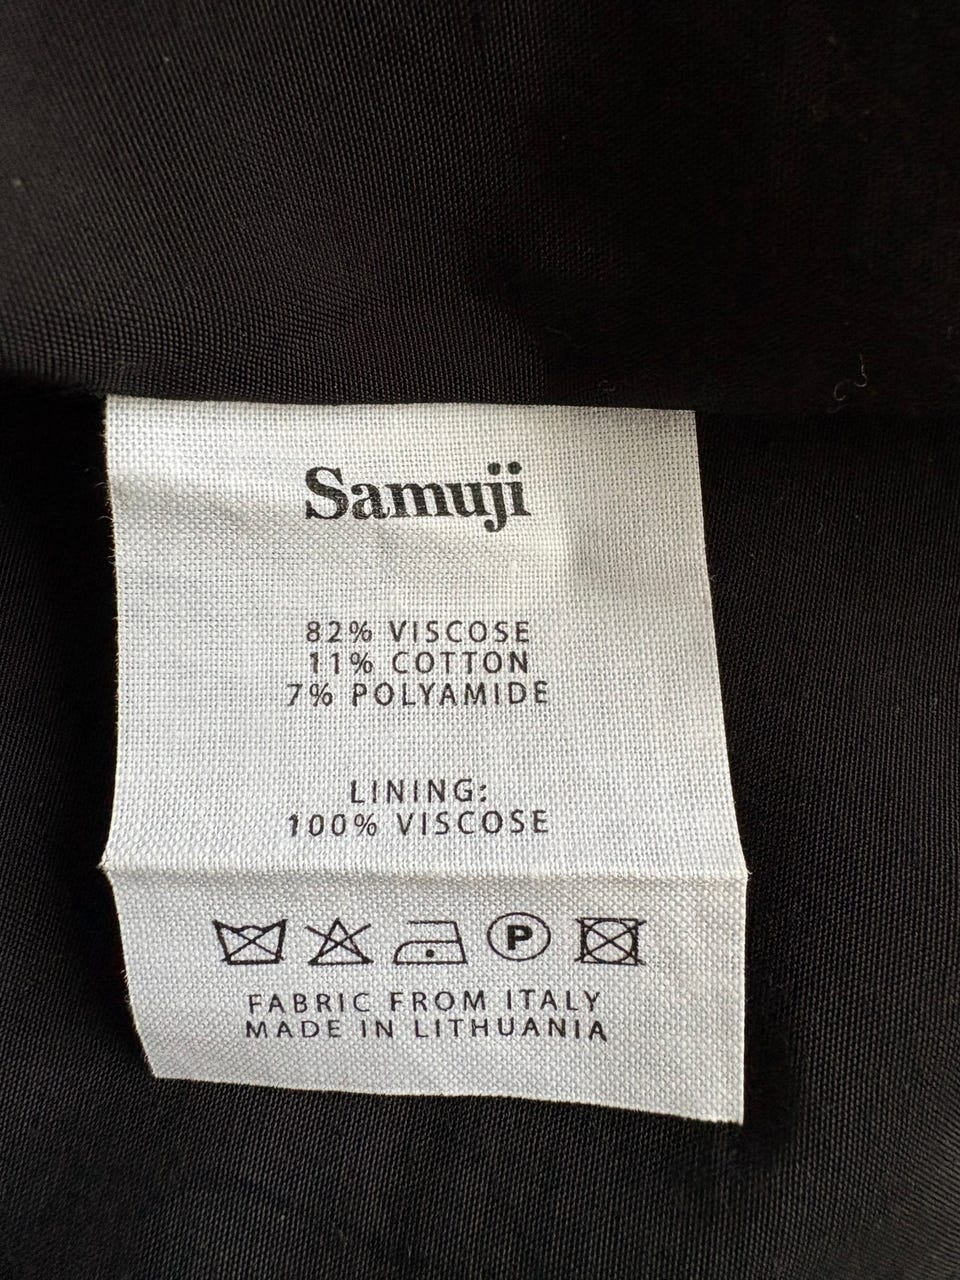 Samuji
82% VISCOSE
11% COTTON
7% POLYAMIDE
LINING:
100% VISCOSE
P
FABRIC FROM ITALY
MADE IN LITHUANIA